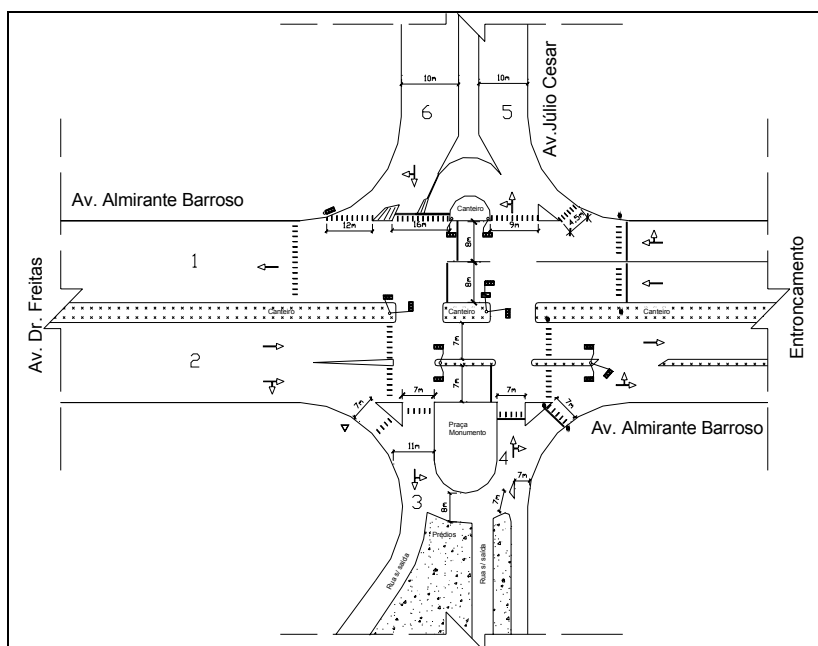 10m
10m
6
5
Av.Júlio Cesar
Av. Almirante Barroso
Canteiro
12m
16m
9m
4.5m
8m
1
8m
Av. Dr. Freitas
Canteiro
Canteiro
Canteiro
Entroncamento
7m
2
7m
7m
7m
7m
7m
Praça
Monumento
Av. Almirante Barroso
11m
4
3
8m
7m
7m
Prédios
Rua s/ saída
Rua s/ saída